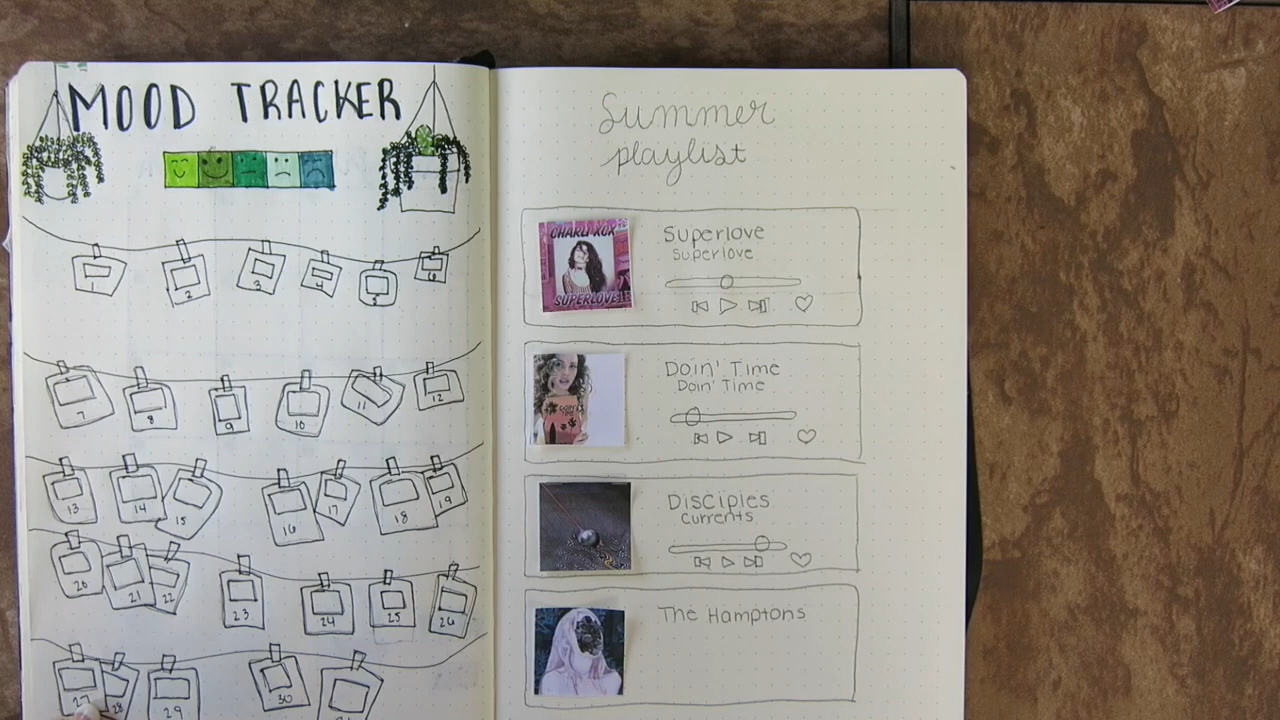 MOOD TRACKER
1
2
3
4
5
6
7
8
9
10
11
12
13
14
15
16
17
18
19
20
21
22
23
24
25
26
27
28
29
30
Summer
playlist
CHARLI XCX
SUPERLOVE
Superlove
Superlove
Doin' Time
Doin' Time
Disciples
Currents
The Hamptons